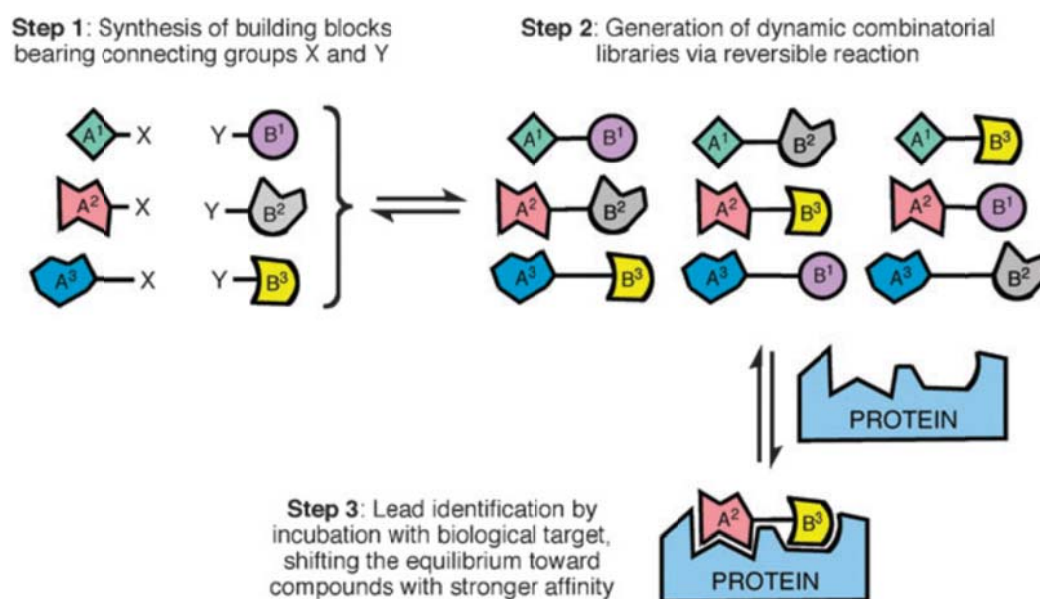 Step 1: Synthesis of building blocks
bearing connecting groups X and Y
Step 2: Generation of dynamic combinatorial
libraries via reversible reaction
A¹ X Y B¹
A² X Y B²
A³ X Y B³
A¹ B¹ A¹ B² A¹ B³
A² B² A² B³ A² B¹
A³ B³ A³ B¹ A³ B²
PROTEIN
Step 3: Lead identification by
incubation with biological target,
shifting the equilibrium toward
compounds with stronger affinity
A² B³
PROTEIN